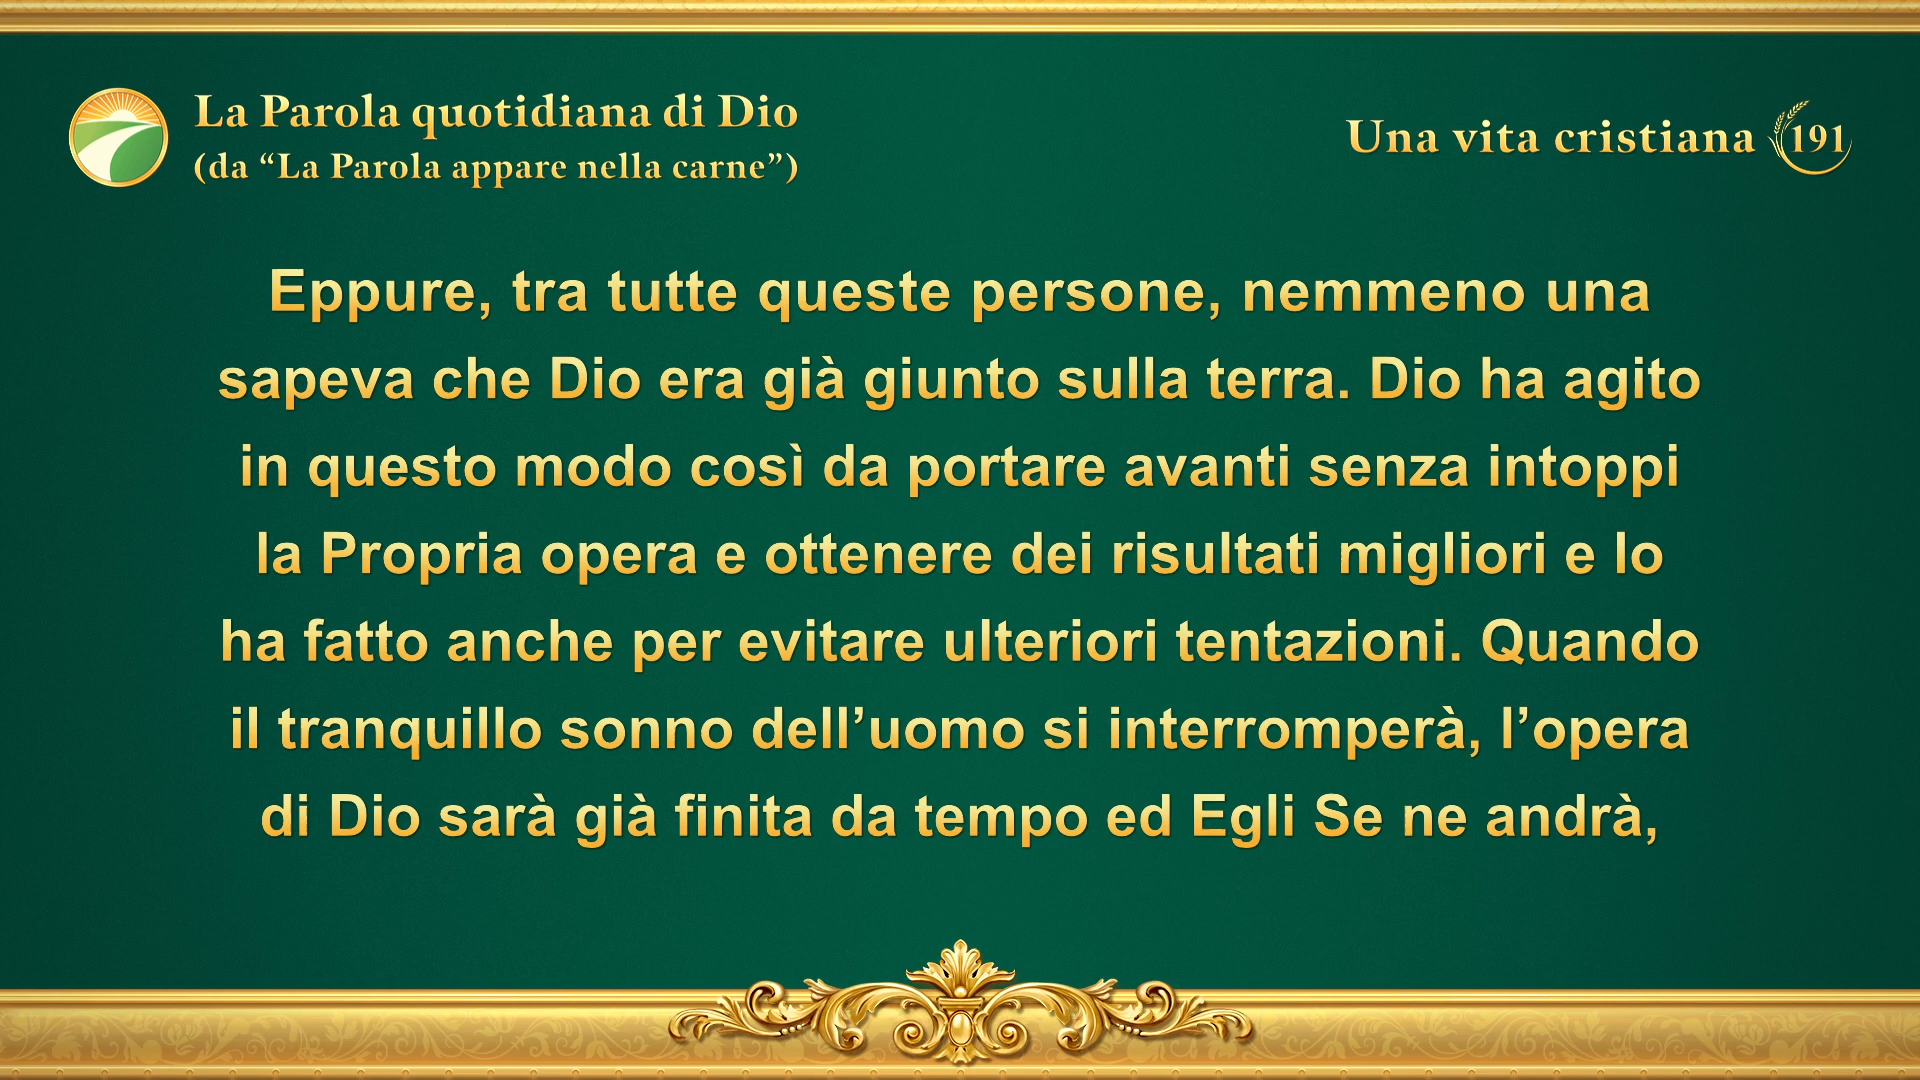 La Parola quotidiana di Dio
(da “La Parola appare nella carne”)
Una vita cristiana 191
Eppure, tra tutte queste persone, nemmeno una
sapeva che Dio era già giunto sulla terra. Dio ha agito
in questo modo così da portare avanti senza intoppi
la Propria opera e ottenere dei risultati migliori e lo
ha fatto anche per evitare ulteriori tentazioni. Quando
il tranquillo sonno dell’uomo si interromperà, l’opera
di Dio sarà già finita da tempo ed Egli Se ne andrà,